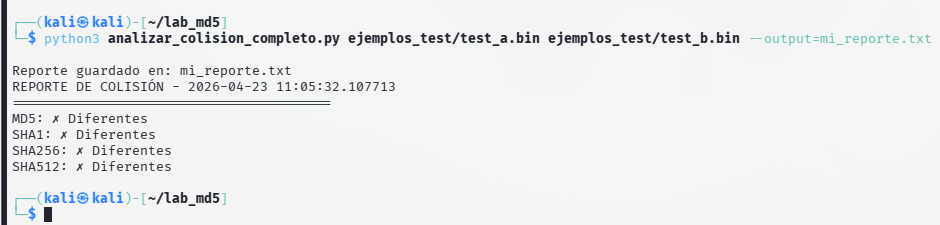 ┌──(kali㉿kali)-[~/lab_md5]
└─$ python3 analizar_colision_completo.py ejemplos_test/test_a.bin ejemplos_test/test_b.bin --output=mi_reporte.txt
Reporte guardado en: mi_reporte.txt
REPORTE DE COLISIÓN - 2026-04-23 11:05:32.107713
========================================
MD5: ✗ Diferentes
SHA1: ✗ Diferentes
SHA256: ✗ Diferentes
SHA512: ✗ Diferentes
┌──(kali㉿kali)-[~/lab_md5]
└─$